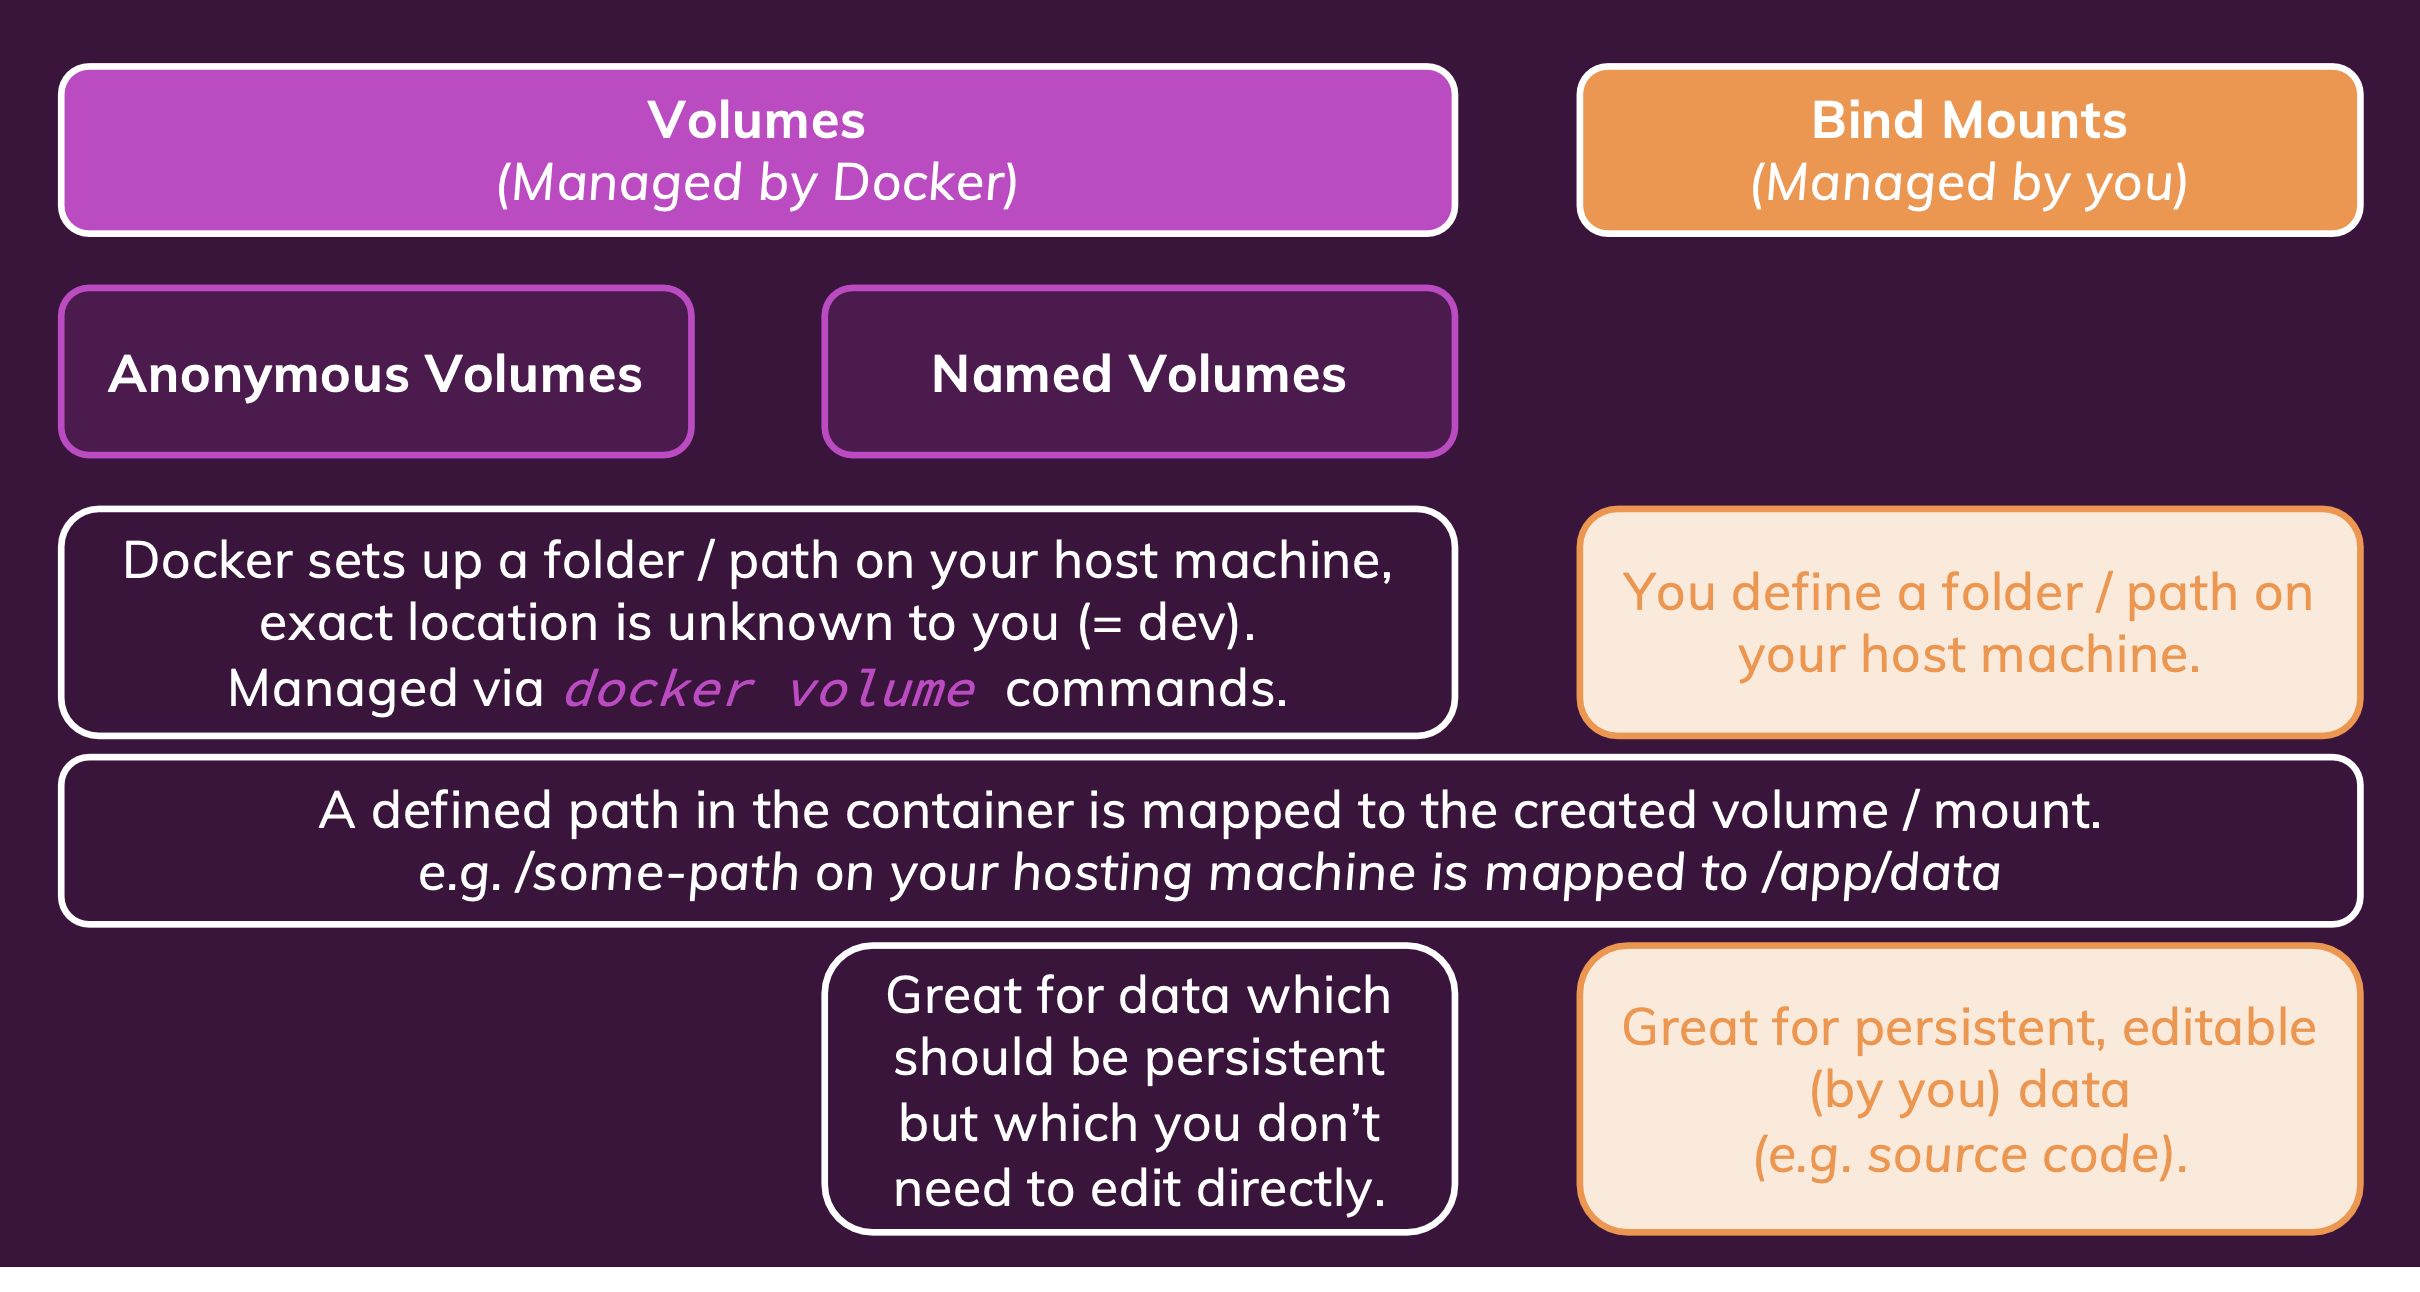 Volumes
(Managed by Docker)
Bind Mounts
(Managed by you)
Anonymous Volumes
Named Volumes
Docker sets up a folder / path on your host machine,
exact location is unknown to you (= dev).
Managed via docker volume commands.
You define a folder / path on
your host machine.
A defined path in the container is mapped to the created volume / mount.
e.g. /some-path on your hosting machine is mapped to /app/data
Great for data which
should be persistent
but which you don’t
need to edit directly.
Great for persistent, editable
(by you) data
(e.g. source code).